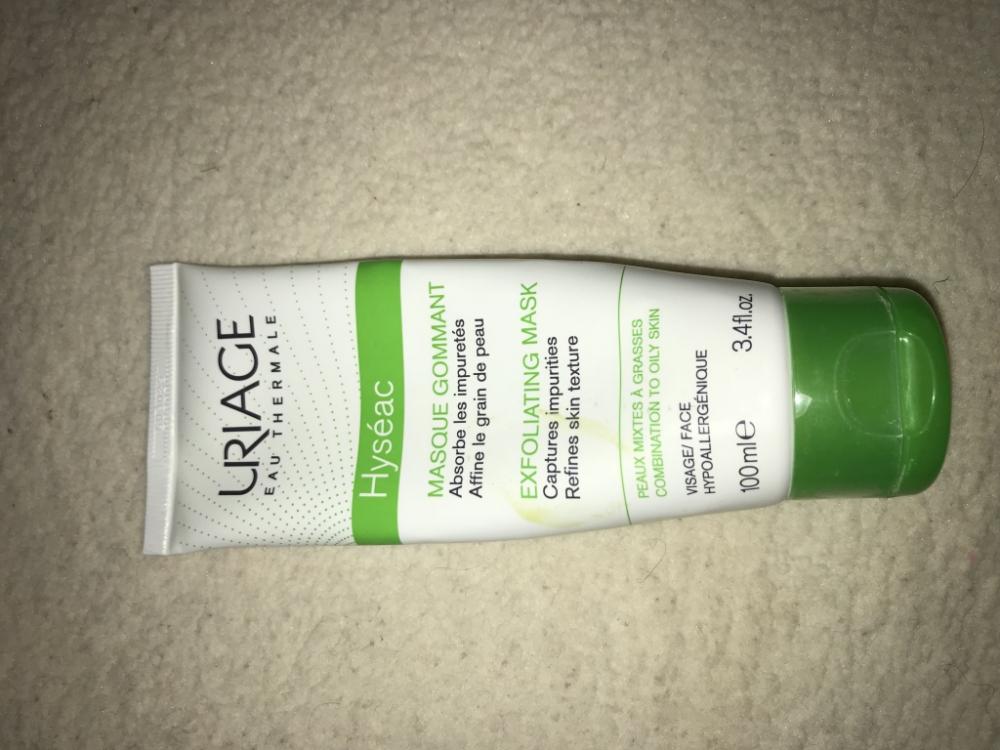 URIAGE
EAU THERMALE
Hyséac
MASQUE GOMMANT
Absorbe les impuretés
Affine le grain de peau
EXFOLIATING MASK
Captures impurities
Refines skin texture
PEAUX MIXTES À GRASSES
COMBINATION TO OILY SKIN
VISAGE/ FACE
HYPOALLERGÉNIQUE
100ml℮ 3.4fl.oz.